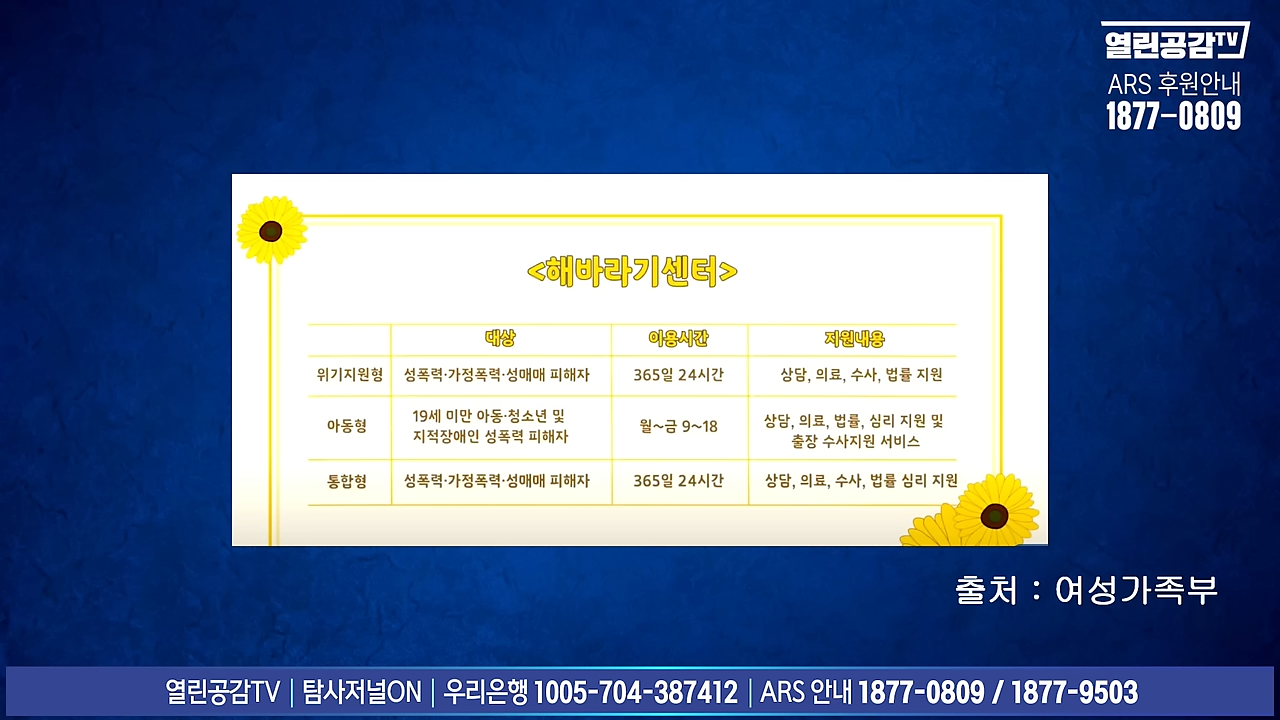 열린공감TV
ARS 후원안내
1877-0809
<해바라기센터>
대상 이용시간 지원내용
위기지원형 성폭력·가정폭력·성매매 피해자 365일 24시간 상담, 의료, 수사, 법률 지원
아동형 19세 미만 아동·청소년 및 지적장애인 성폭력 피해자 월~금 9~18 상담, 의료, 법률, 심리 지원 및 출장 수사지원 서비스
통합형 성폭력·가정폭력·성매매 피해자 365일 24시간 상담, 의료, 수사, 법률 심리 지원
출처 : 여성가족부
열린공감TV | 탐사저널ON | 우리은행 1005-704-387412 | ARS 안내 1877-0809 / 1877-9503